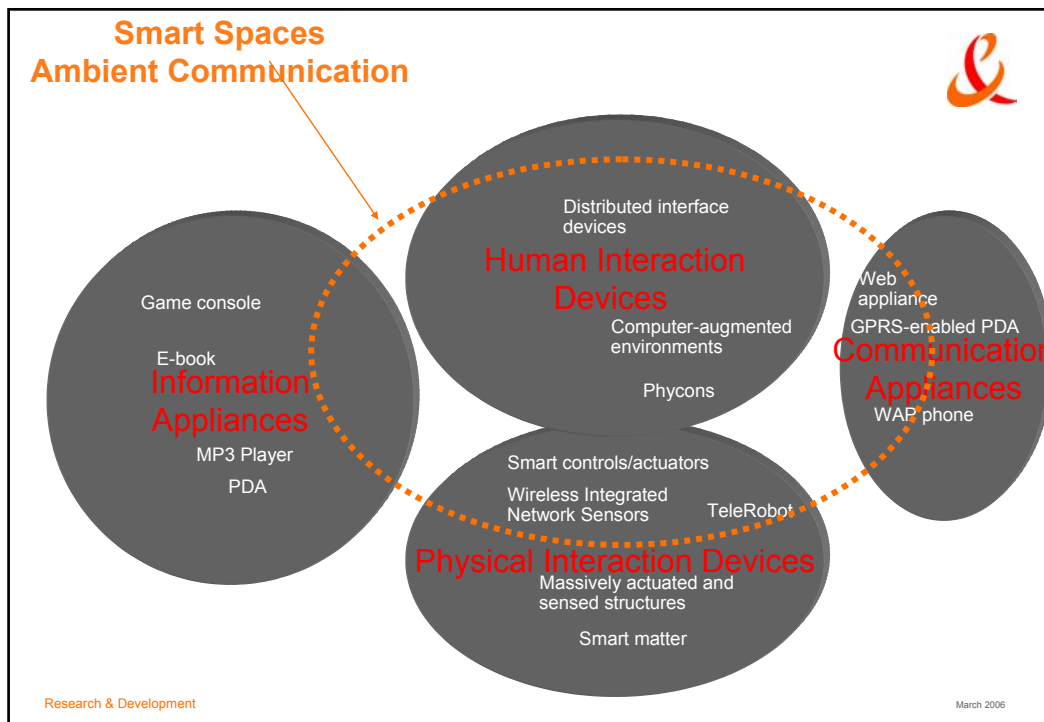 Smart Spaces
Ambient Communication
Distributed interface
devices
Human Interaction
Devices
Computer-augmented
environments
Phycons
Game console
E-book
Information
Appliances
MP3 Player
PDA
Web
appliance
GPRS-enabled PDA
Communication
Appliances
WAP phone
Smart controls/actuators
Wireless Integrated
Network Sensors
TeleRobot
Physical Interaction Devices
Massively actuated and
sensed structures
Smart matter
Research & Development
March 2006